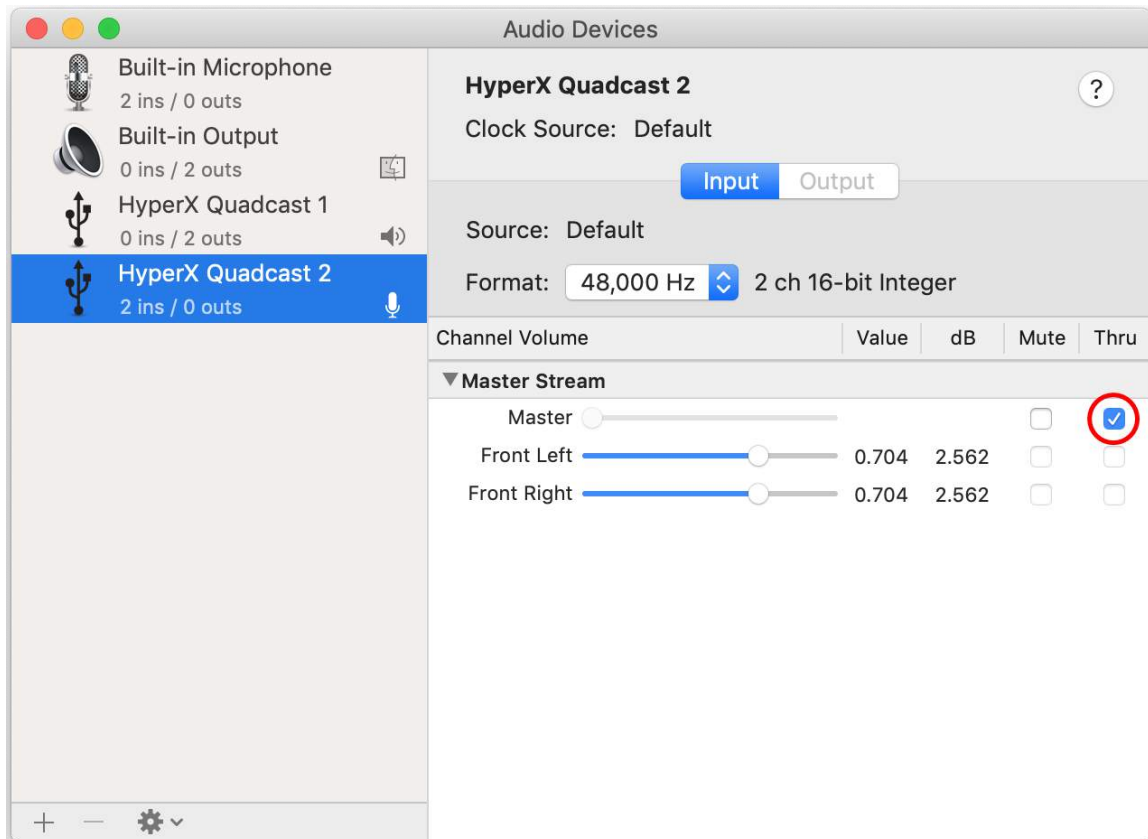 Audio Devices
Built-in Microphone
2 ins / 0 outs
Built-in Output
0 ins / 2 outs
HyperX Quadcast 1
0 ins / 2 outs
HyperX Quadcast 2
2 ins / 0 outs
HyperX Quadcast 2
?
Clock Source: Default
Input Output
Source: Default
Format: 48,000 Hz 2 ch 16-bit Integer
Channel Volume Value dB Mute Thru
Master Stream
Master
Front Left 0.704 2.562
Front Right 0.704 2.562